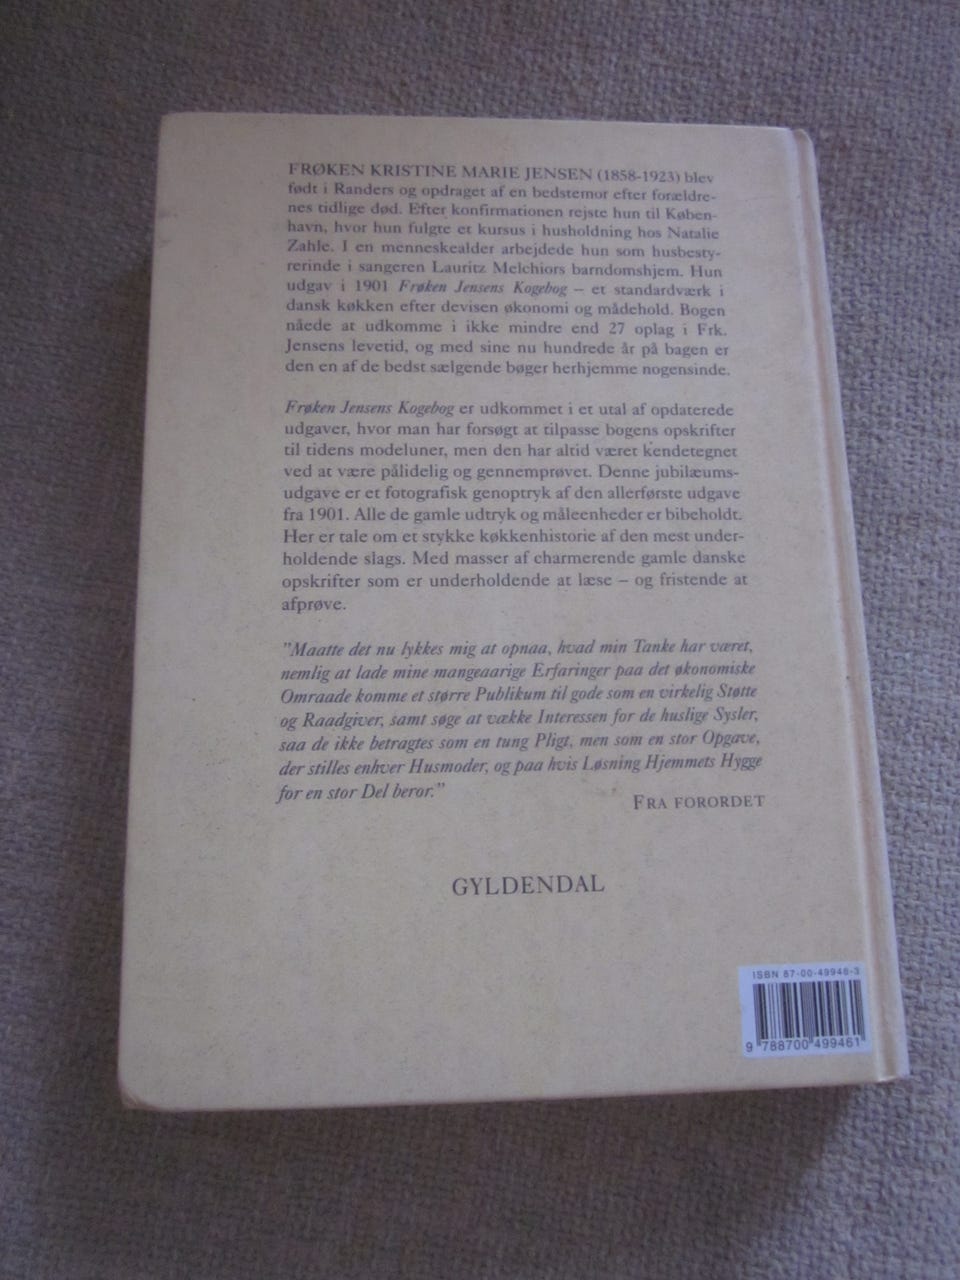 FRØKEN KRISTINE MARIE JENSEN (1858-1923) blev
født i Randers og opdraget af en bedstemor efter forældre-
nes tidlige død. Efter konfirmationen rejste hun til Køben-
havn, hvor hun fulgte et kursus i husholdning hos Natalie
Zahle. I en menneskealder arbejdede hun som husbesty-
rerinde i sangeren Lauritz Melchiors barndomshjem. Hun
udgav i 1901 Frøken Jensens Kogebog – et standardværk i
dansk køkken efter devisen økonomi og mådehold. Bogen
nåede at udkomme i ikke mindre end 27 oplag i Frk.
Jensens levetid, og med sine nu hundrede år på bagen er
den en af de bedst sælgende bøger herhjemme nogensinde.
Frøken Jensens Kogebog er udkommet i et utal af opdaterede
udgaver, hvor man har forsøgt at tilpasse bogens opskrifter
til tidens modeluner, men den har altid været kendetegnet
ved at være pålidelig og gennemprøvet. Denne jubilæums-
udgave er et fotografisk genoptryk af den allerførste udgave
fra 1901. Alle de gamle udtryk og måleenheder er bibeholdt.
Her er tale om et stykke køkkenhistorie af den mest under-
holdende slags. Med masser af charmerende gamle danske
opskrifter som er underholdende at læse – og fristende at
afprøve.
"Maatte det nu lykkes mig at opnaa, hvad min Tanke har været,
nemlig at lade mine mangeaarige Erfaringer paa det økonomiske
Omraade komme et større Publikum til gode som en virkelig Støtte
og Raadgiver, samt søge at vække Interessen for de huslige Sysler,
saa de ikke betragtes som en tung Pligt, men som en stor Opgave,
der stilles enhver Husmoder, og paa hvis Løsning Hjemmets Hygge
for en stor Del beror."
FRA FORORDET
GYLDENDAL
ISBN 87-00-49946-3
9 788700 499461